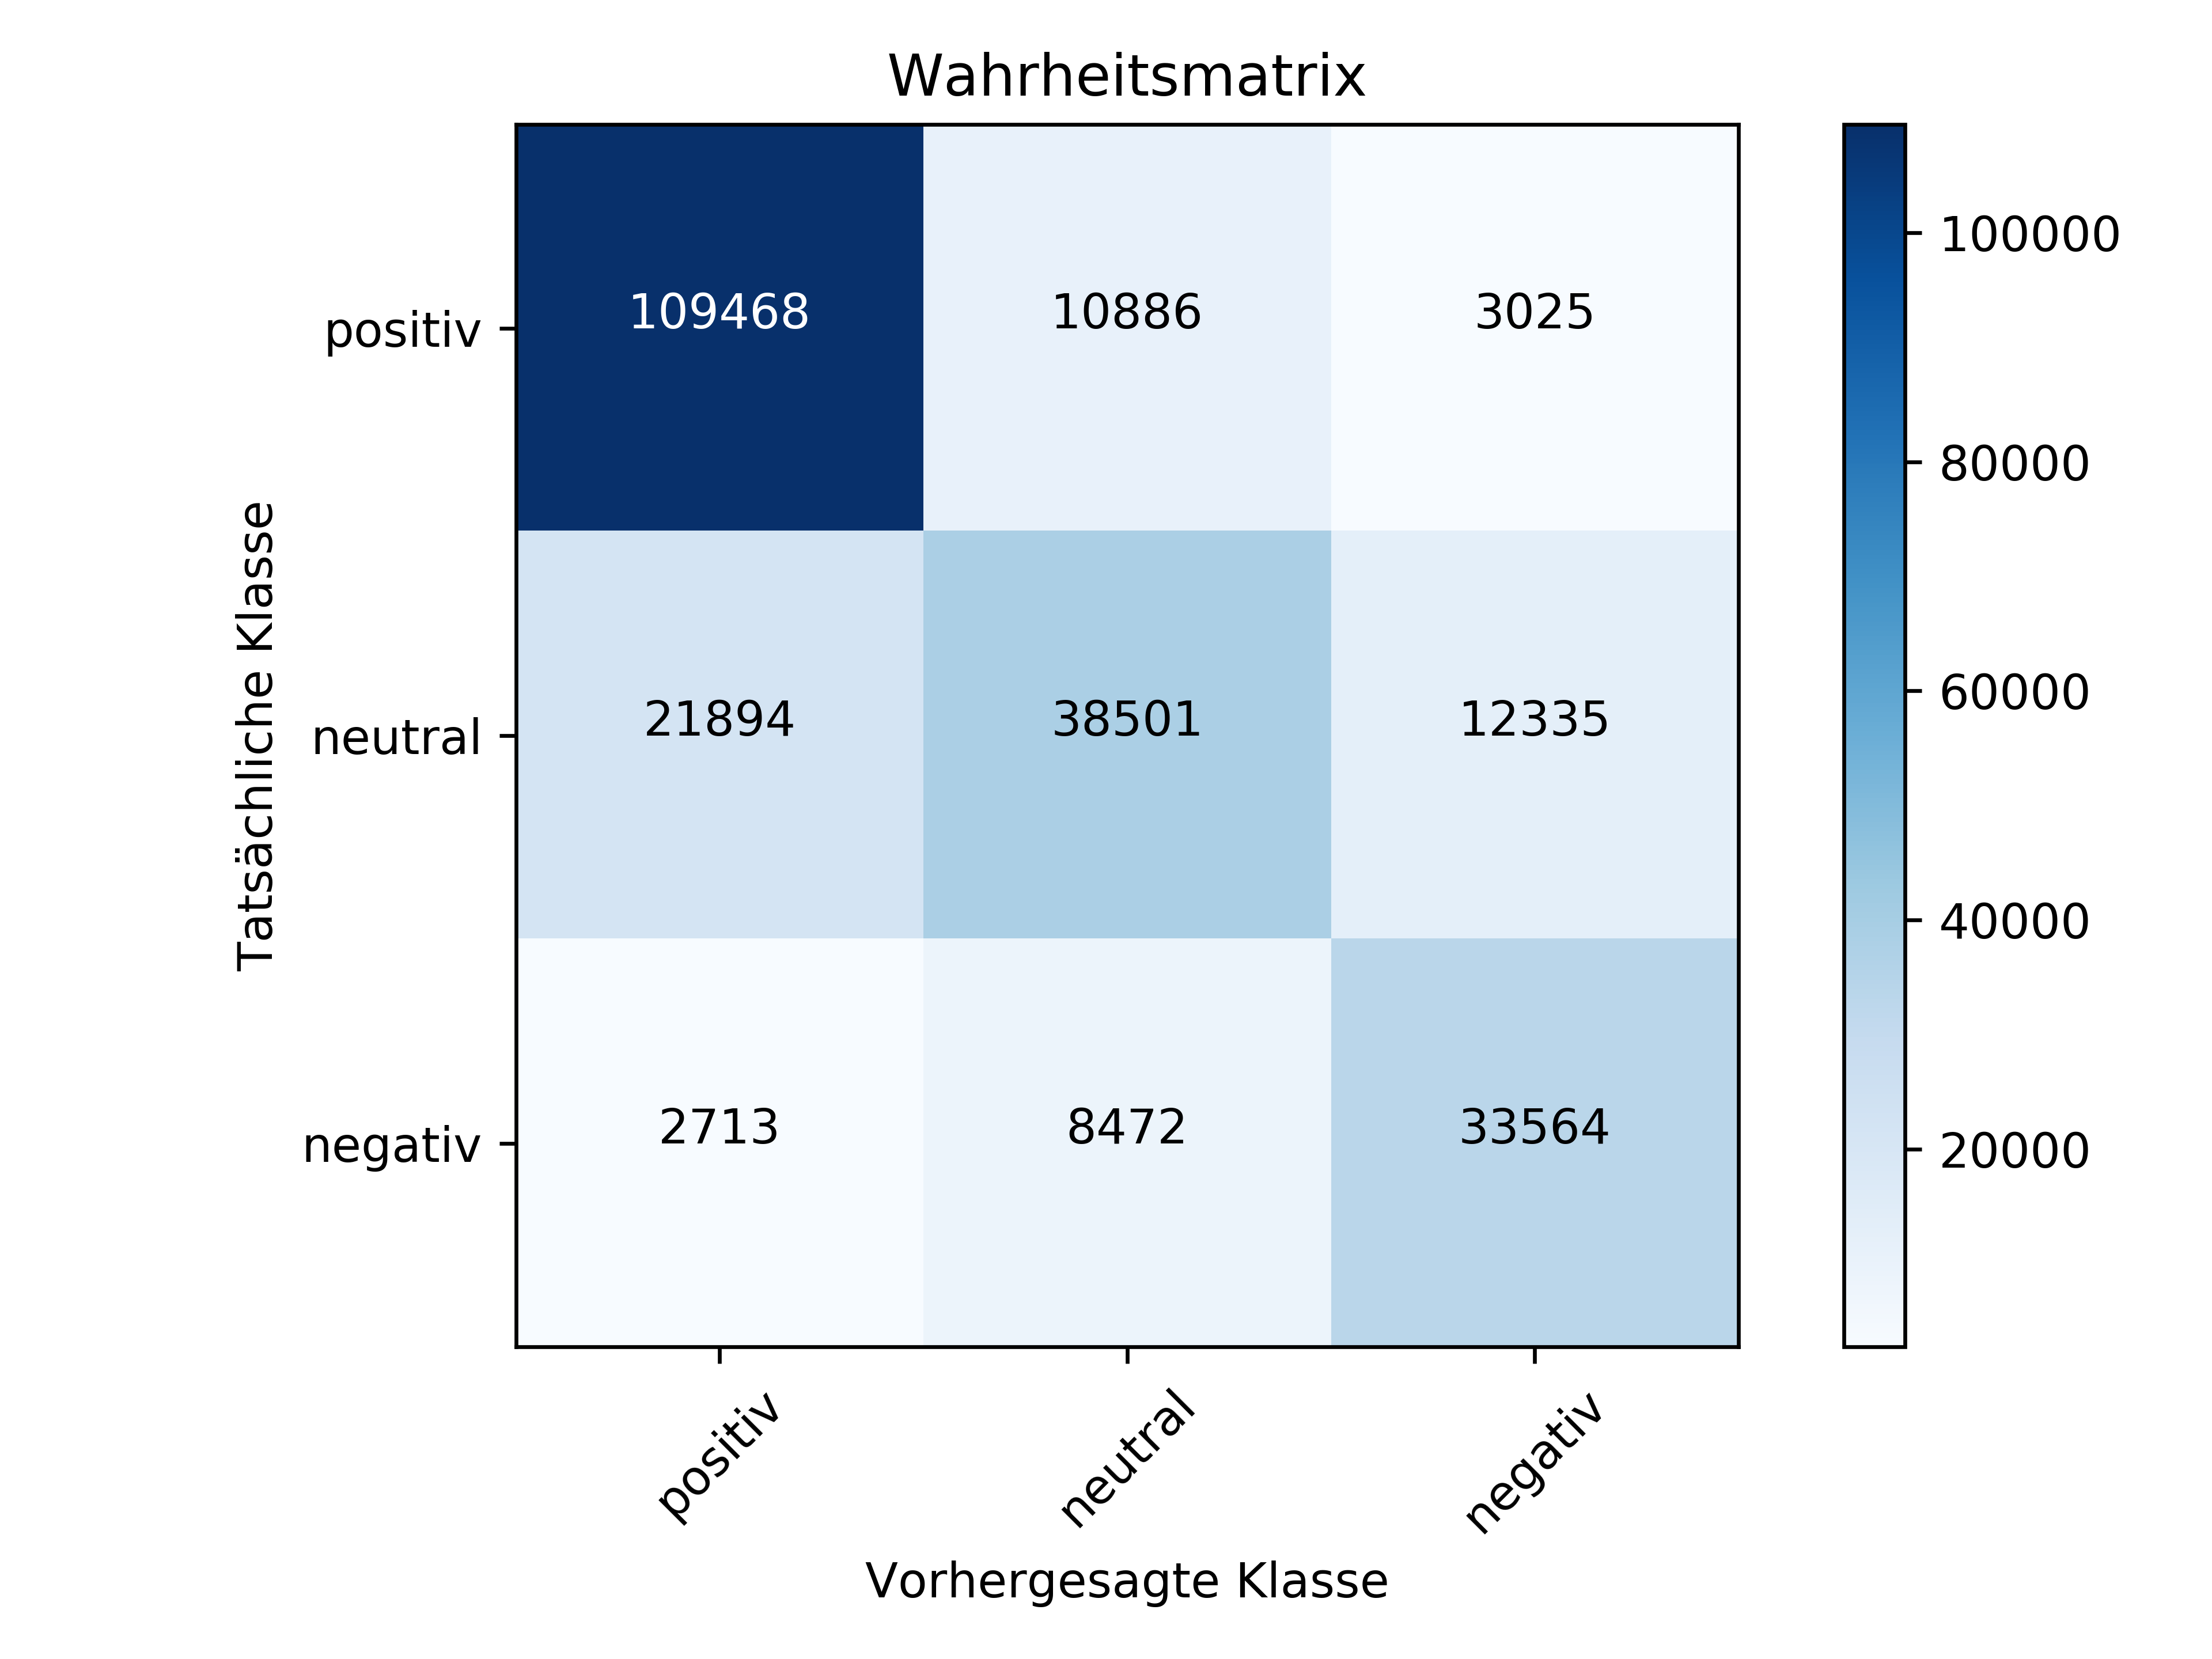 Wahrheitsmatrix
Tatsächliche Klasse
positiv
109468 10886 3025
neutral
21894 38501 12335
negativ
2713 8472 33564
positiv neutral negativ
Vorhergesagte Klasse
100000
80000
60000
40000
20000